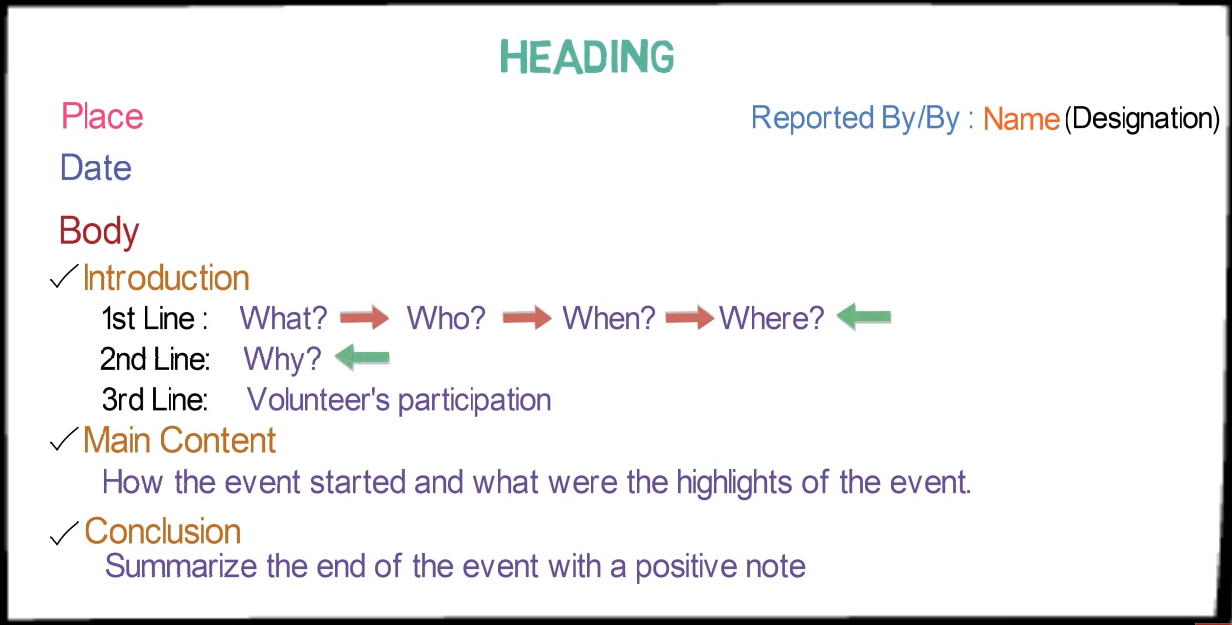 HEADING
Place
Reported By/By : Name (Designation)
Date
Body
Introduction
1st Line : What? Who? When? Where?
2nd Line: Why?
3rd Line: Volunteer's participation
Main Content
How the event started and what were the highlights of the event.
Conclusion
Summarize the end of the event with a positive note